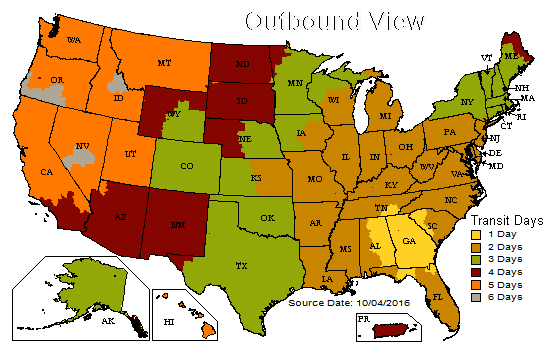 Outbound View
WA
MT
ND
OR
ID
SD
WY
MN
WI
MI
VT
ME
NH
MA
RI
CT
NY
NV
UT
CA
CO
NE
IA
IL
IN
OH
PA
NJ
DE
MD
WV
VA
KS
MO
KY
NC
TN
SC
AZ
NM
OK
AR
TX
LA
MS
AL
GA
FL
AK
HI
PR
Transit Days
1 Day
2 Days
3 Days
4 Days
5 Days
6 Days
Source Date: 10/04/2016